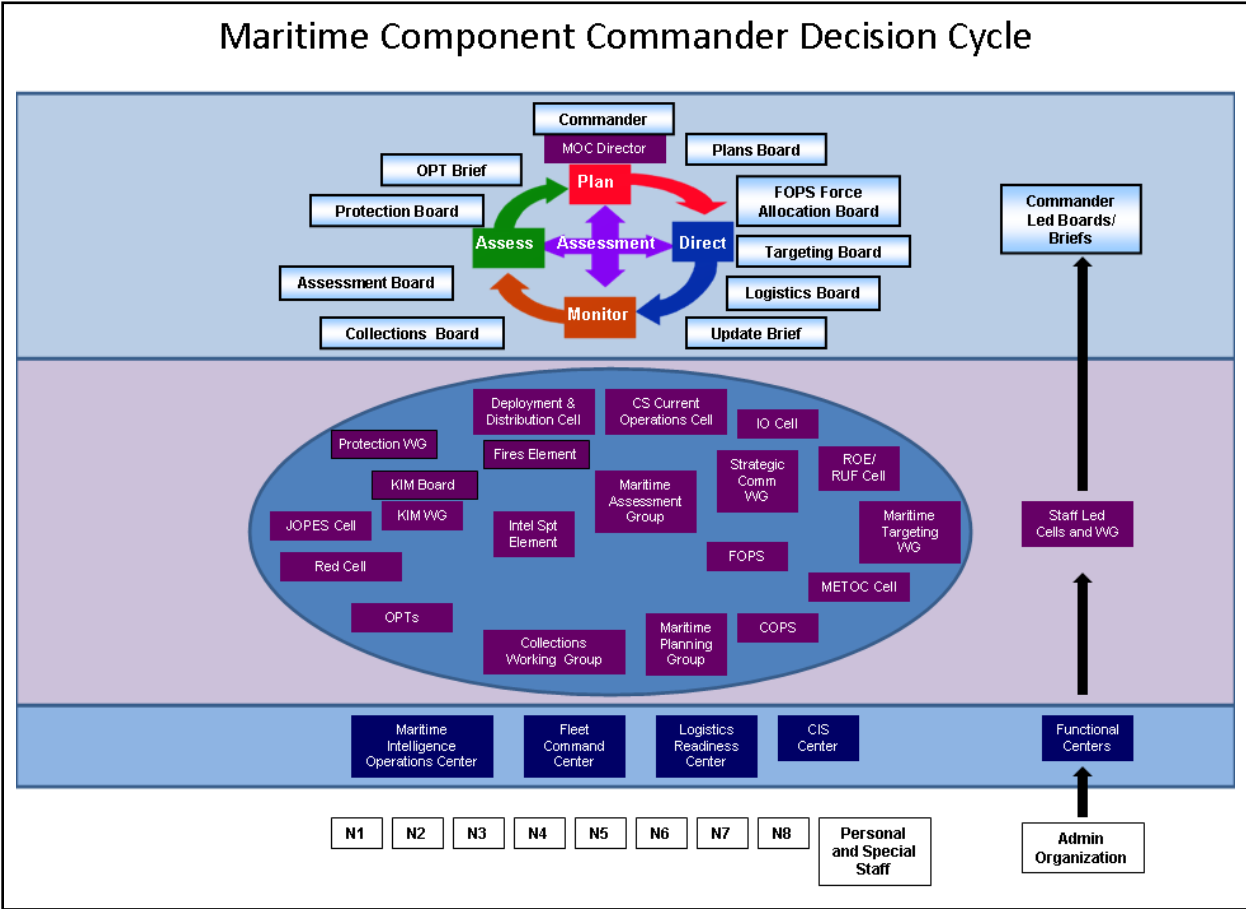 Maritime Component Commander Decision Cycle
Commander
MOC Director
Plans Board
OPT Brief
Plan
Protection Board
FOPS Force
Allocation Board
Assess
Assessment
Direct
Targeting Board
Assessment Board
Logistics Board
Monitor
Collections Board
Update Brief
Commander
Led Boards/
Briefs
Deployment &
Distribution Cell
CS Current
Operations Cell
IO Cell
Protection WG
Fires Element
Strategic
Comm
WG
ROE/
RUF Cell
KIM Board
Maritime
Assessment
Group
KIM WG
JOPES Cell
Intel Spt
Element
Maritime
Targeting
WG
Red Cell
FOPS
METOC Cell
OPTs
Collections
Working Group
Maritime
Planning
Group
COPS
Staff Led
Cells and WG
Maritime
Intelligence
Operations Center
Fleet
Command
Center
Logistics
Readiness
Center
CIS
Center
Functional
Centers
N1
N2
N3
N4
N5
N6
N7
N8
Personal
and Special
Staff
Admin
Organization